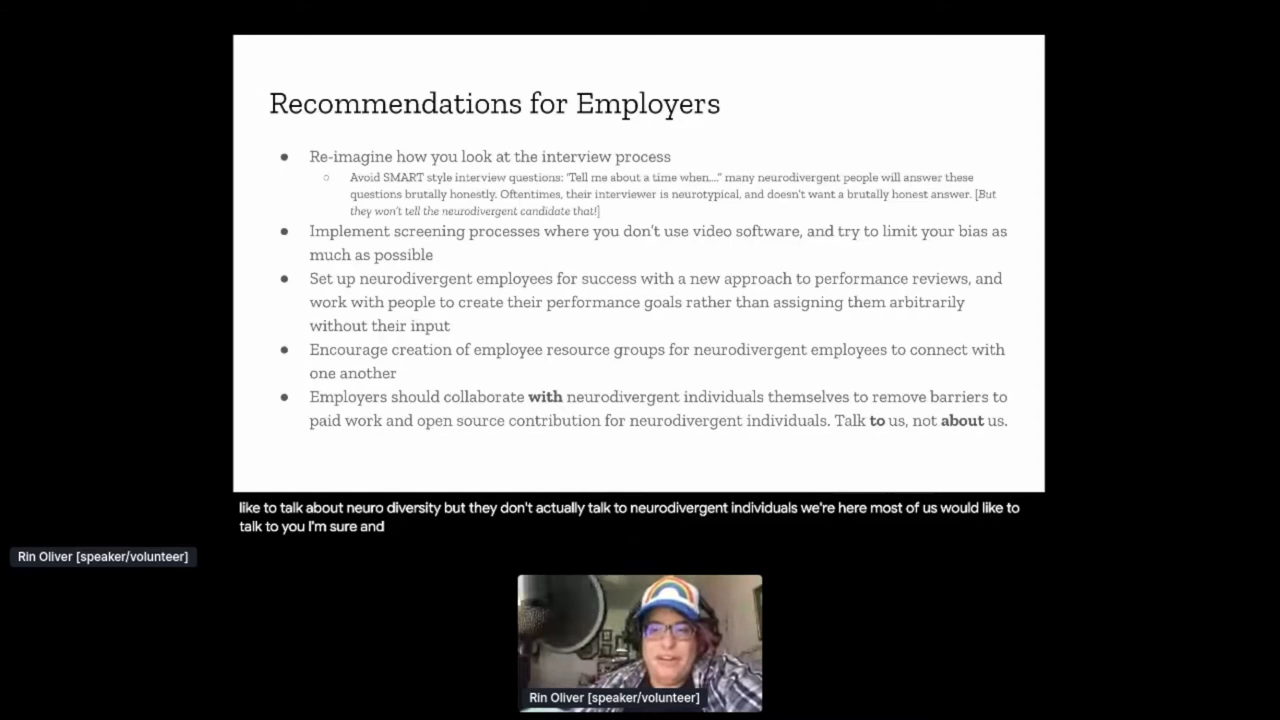 Recommendations for Employers
● Re-imagine how you look at the interview process
○ Avoid SMART style interview questions: "Tell me about a time when...." many neurodivergent people will answer these
questions brutally honestly. Oftentimes, their interviewer is neurotypical, and doesn't want a brutally honest answer. [But
they won't tell the neurodivergent candidate that!]
● Implement screening processes where you don't use video software, and try to limit your bias as
much as possible
● Set up neurodivergent employees for success with a new approach to performance reviews, and
work with people to create their performance goals rather than assigning them arbitrarily
without their input
● Encourage creation of employee resource groups for neurodivergent employees to connect with
one another
● Employers should collaborate with neurodivergent individuals themselves to remove barriers to
paid work and open source contribution for neurodivergent individuals. Talk to us, not about us.
like to talk about neuro diversity but they don't actually talk to neurodivergent individuals we're here most of us would like to
talk to you I'm sure and
Rin Oliver [speaker/volunteer]
Rin Oliver [speaker/volunteer]